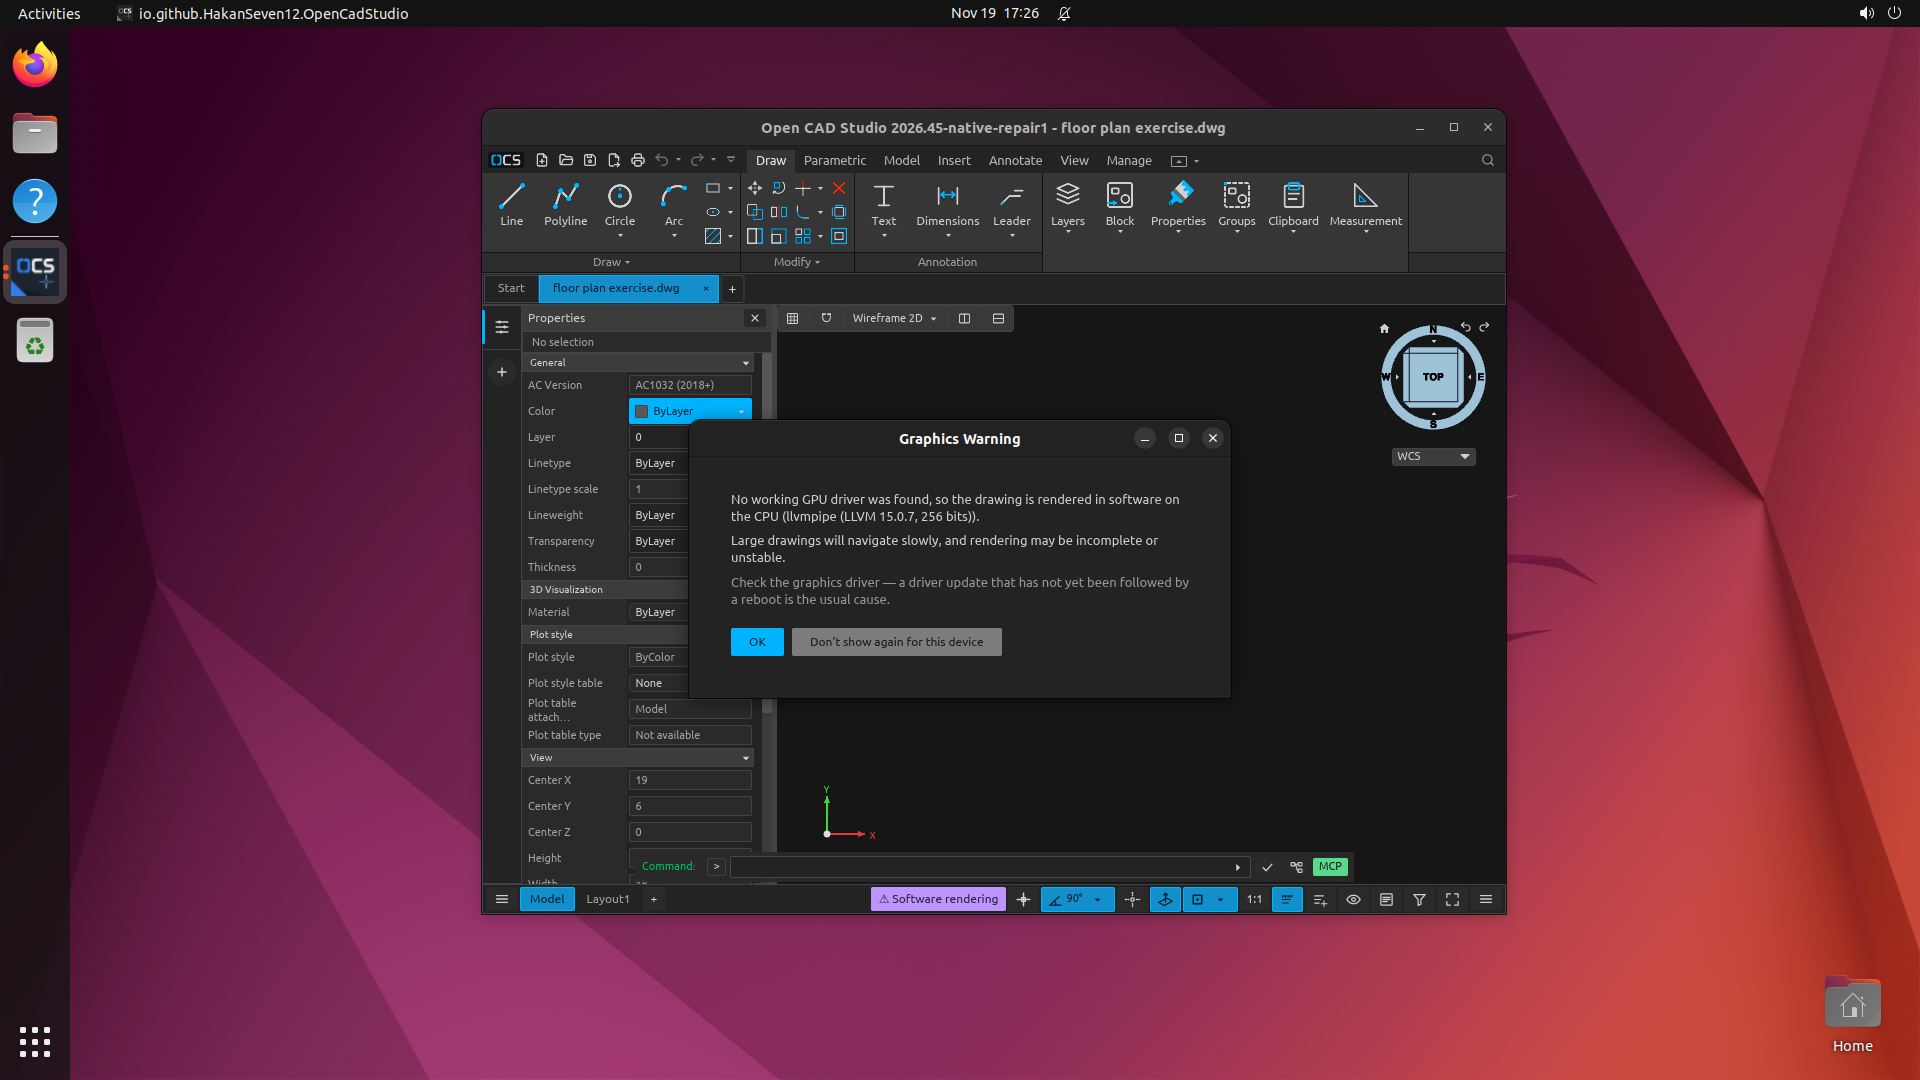 Activities
OCS
io.github.HakanSeven12.OpenCadStudio
Nov 19 17:26
Open CAD Studio 2026.45-native-repair1 - floor plan exercise.dwg
OCS
Draw
Parametric
Model
Insert
Annotate
View
Manage
Line
Polyline
Circle
Arc
Text
Dimensions
Leader
Layers
Block
Properties
Groups
Clipboard
Measurement
Draw
Modify
Annotation
OCS
Start
floor plan exercise.dwg
Properties
Wireframe 2D
No selection
General
AC Version
AC1032 (2018+)
Color
ByLayer
Layer
0
Linetype
ByLayer
Linetype scale
1
Lineweight
ByLayer
Transparency
ByLayer
Thickness
0
3D Visualization
Material
ByLayer
Plot style
Plot style
ByColor
Plot style table
None
Plot table
attach...
Model
Plot table type
Not available
View
Center X
19
Center Y
6
Center Z
0
Height
N
W
TOP
E
S
WCS
Graphics Warning
No working GPU driver was found, so the drawing is rendered in software on
the CPU (llvmpipe (LLVM 15.0.7, 256 bits)).
Large drawings will navigate slowly, and rendering may be incomplete or
unstable.
Check the graphics driver — a driver update that has not yet been followed by
a reboot is the usual cause.
OK
Don't show again for this device
Y
X
Command:
>
MCP
Model
Layout1
+
⚠ Software rendering
90°
1:1
Home